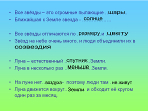 Все звезды – это огромные пылающие шары.
Ближайшая к Земле звезда – солнце
Все звезды отличаются по размеру и цвету
Звёзд на небе очень много, и люди объединили их в
созвездия
Луна – естественный спутник Земли.
Луна в несколько раз меньше Земли.
На Луне нет воздуха - поэтому люди там не живут
Луна движется вокруг Земли и обходит её кругом
один раз за месяц.